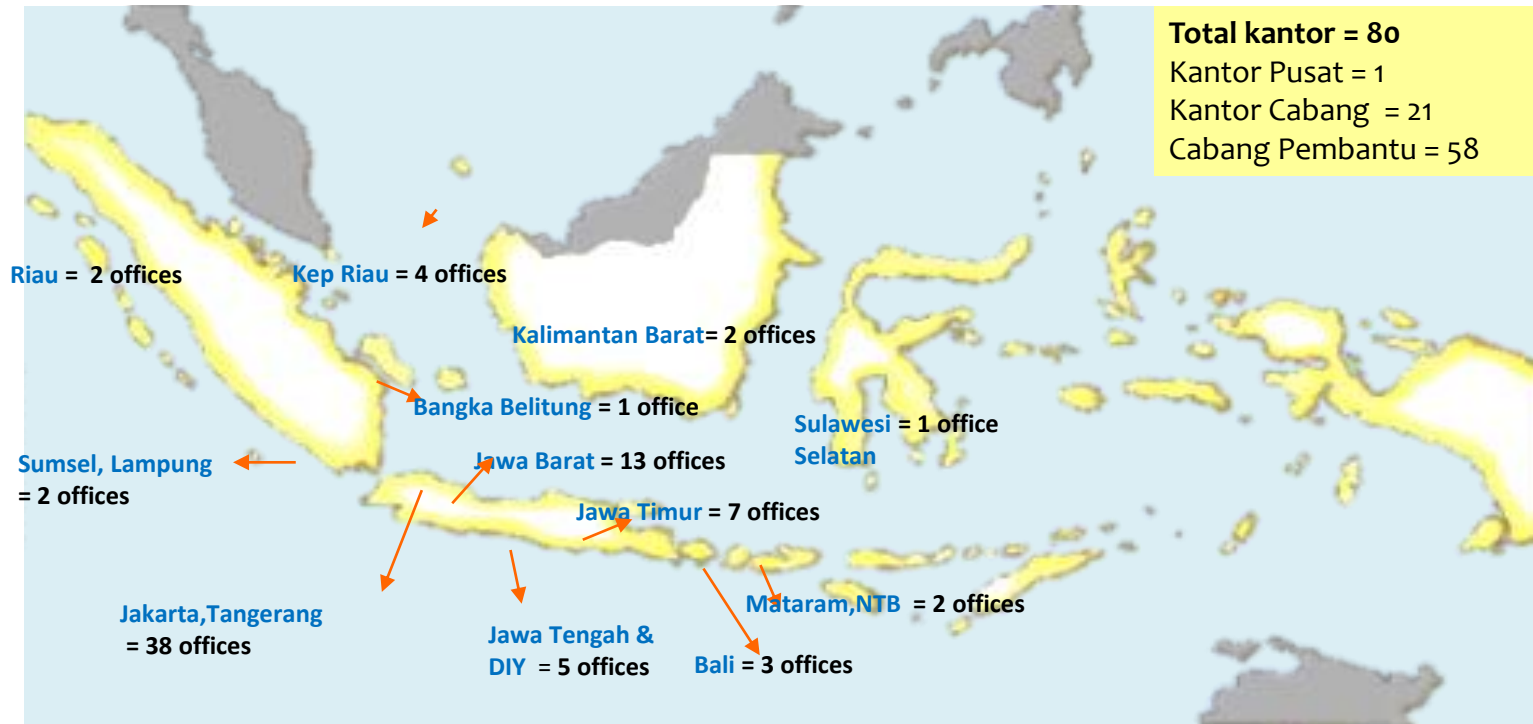 Total kantor = 80
Kantor Pusat = 1
Kantor Cabang = 21
Cabang Pembantu = 58
Riau = 2 offices
Kep Riau = 4 offices
Kalimantan Barat= 2 offices
Bangka Belitung = 1 office
Sulawesi = 1 office
Selatan
Sumsel, Lampung
= 2 offices
Jawa Barat = 13 offices
Jawa Timur = 7 offices
Jakarta,Tangerang
= 38 offices
Jawa Tengah &
DIY = 5 offices
Mataram,NTB = 2 offices
Bali = 3 offices